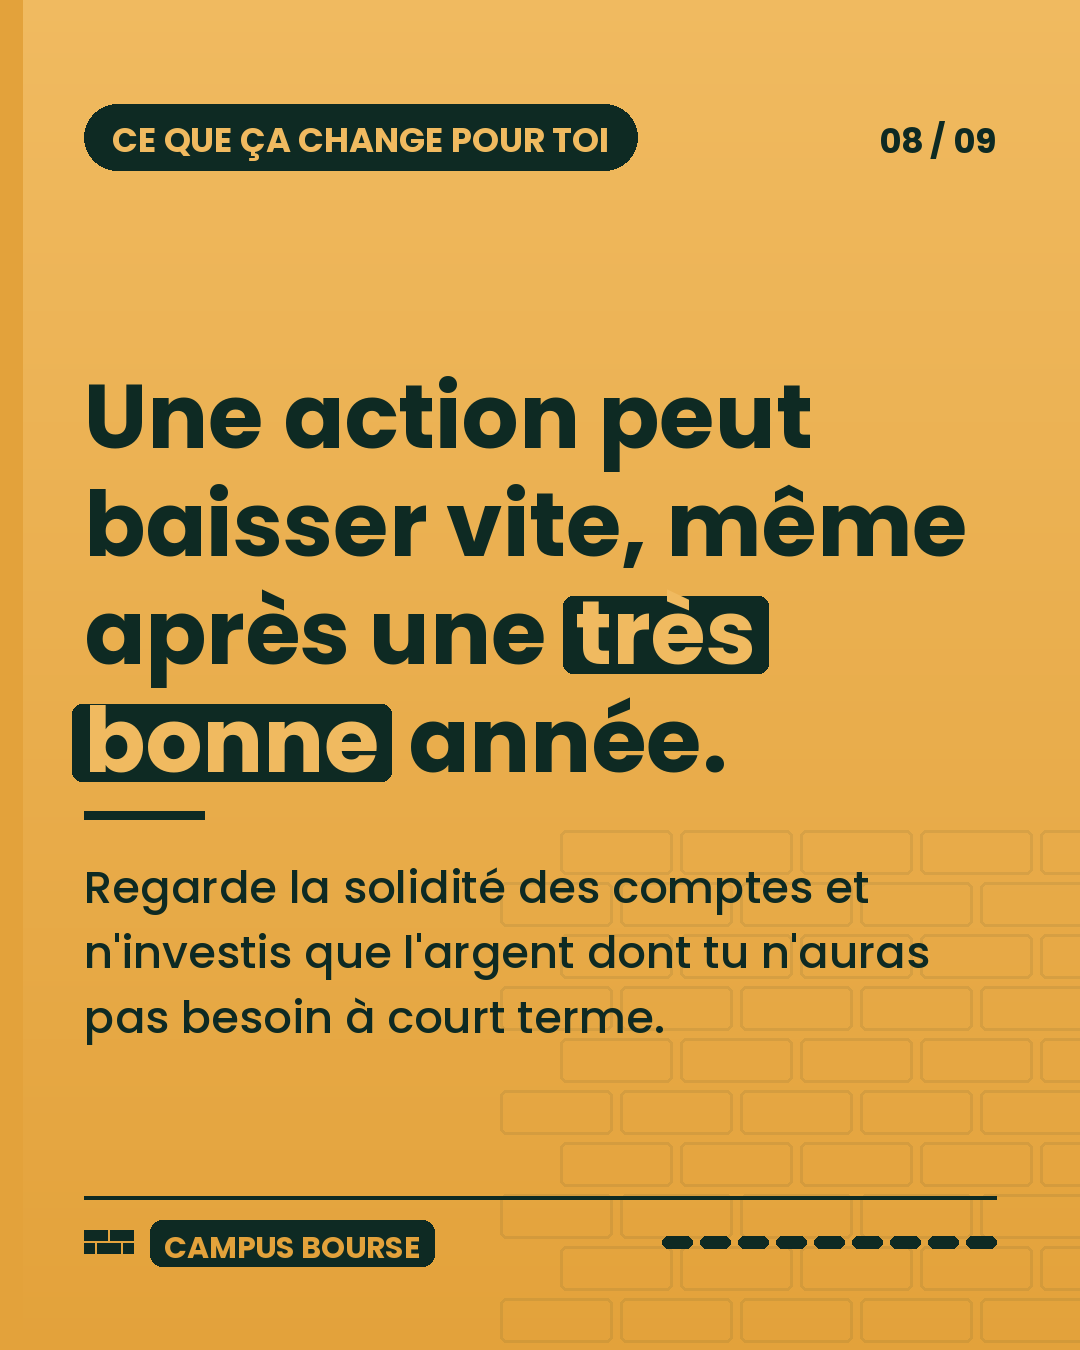 CE QUE ÇA CHANGE POUR TOI
08 / 09
Une action peut
baisser vite, même
après une très
bonne année.
Regarde la solidité des comptes et
n'investis que l'argent dont tu n'auras
pas besoin à court terme.
CAMPUS BOURSE